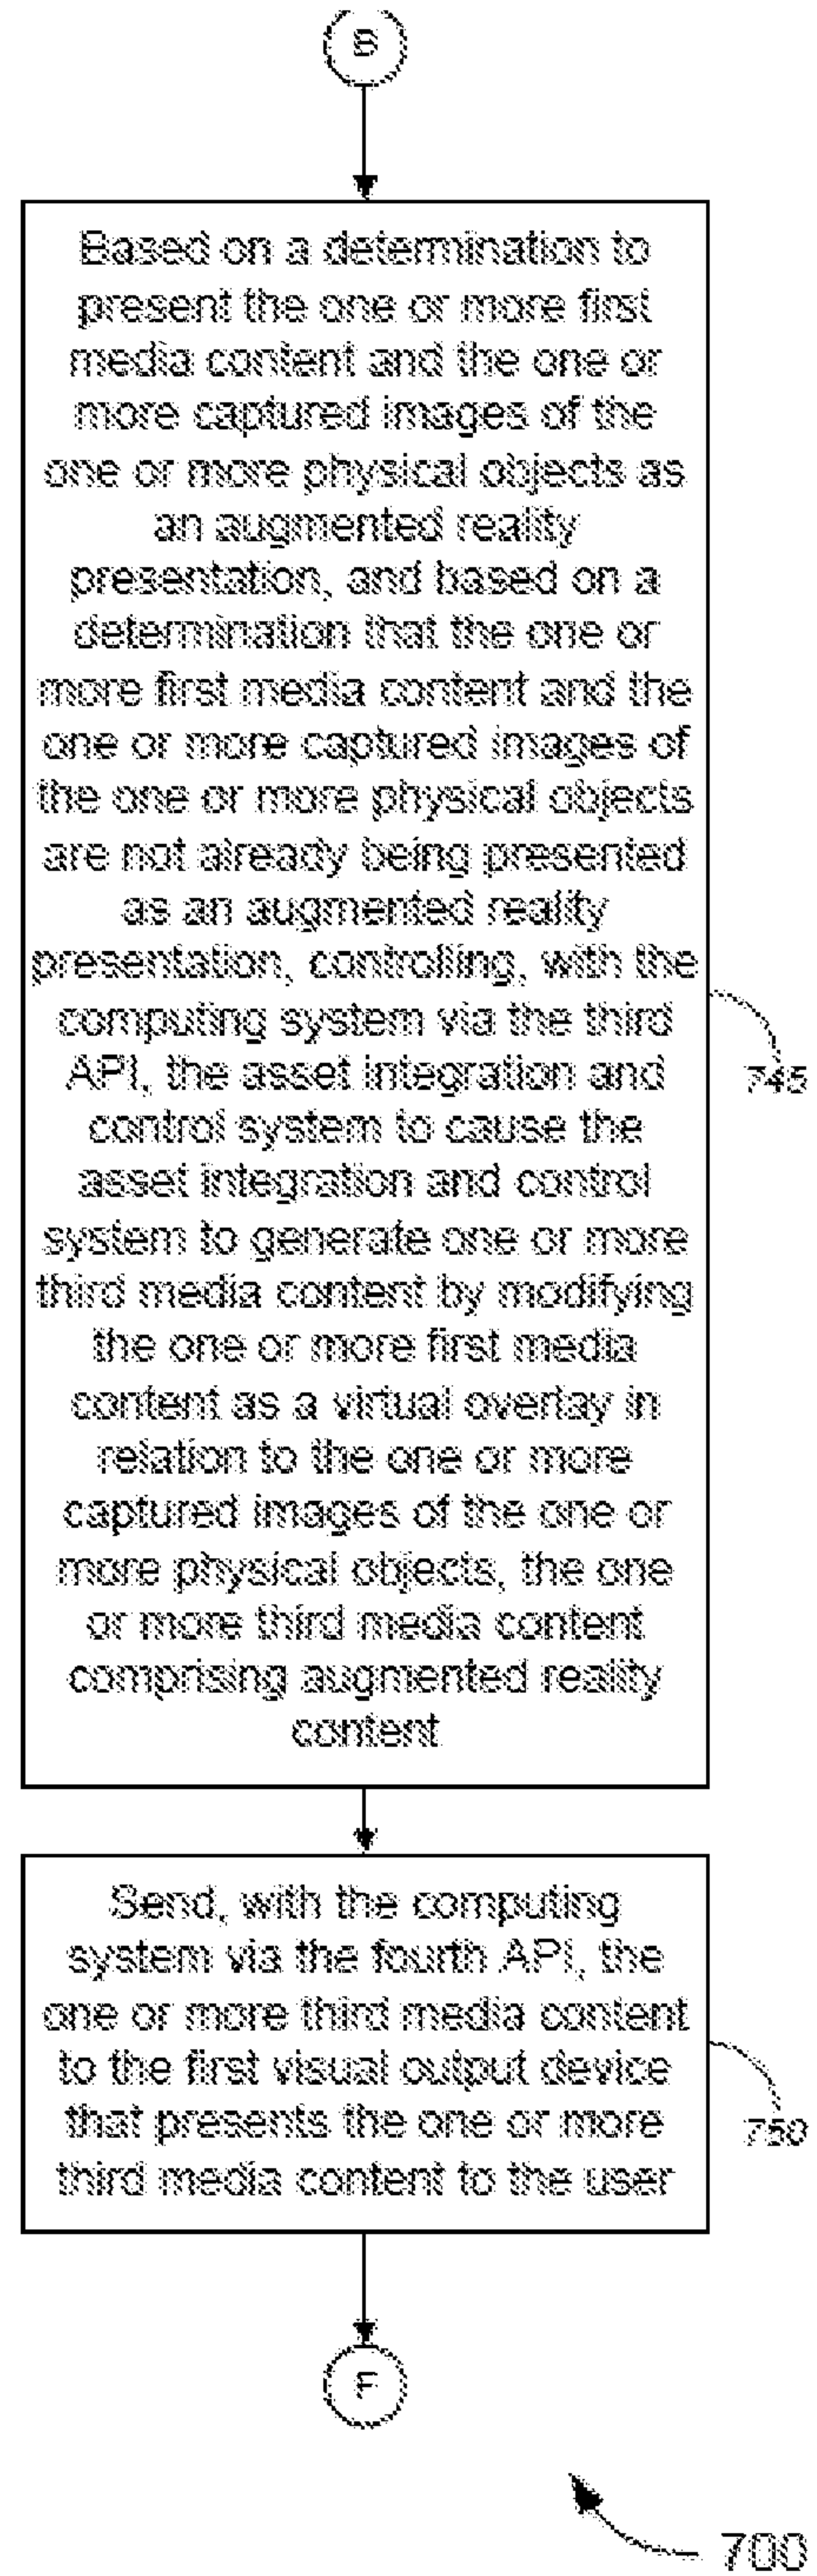 B
Based on a determination to
present the one or more first
media content and the one or
more captured images of the
one or more physical objects as
an augmented reality
presentation, and based on a
determination that the one or
more first media content and the
one or more captured images of
the one or more physical objects
are not already being presented
as an augmented reality
presentation, controlling, with the
computing system via the third
API, the asset integration and
control system to cause the
asset integration and control
system to generate one or more
third media content by modifying
the one or more first media
content as a virtual overlay in
relation to the one or more
captured images of the one or
more physical objects, the one
or more third media content
comprising augmented reality
content
745
Send, with the computing
system via the fourth API, the
one or more third media content
to the first visual output device
that presents the one or more
third media content to the user
750
F
700